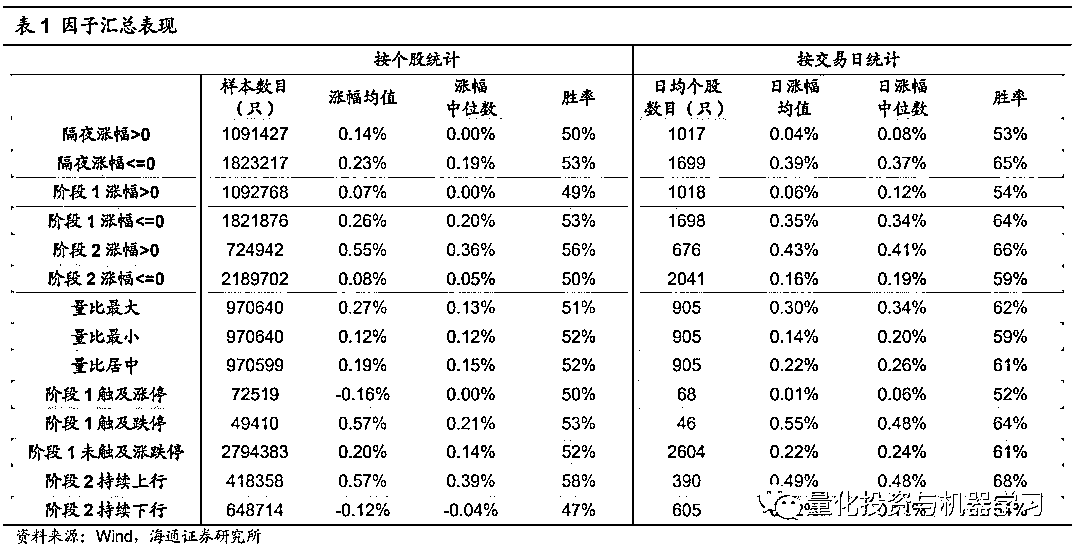 表1 因子汇总表现
按个股统计 按交易日统计
样本数目（只） 涨幅均值 涨幅中位数 胜率 日均个股数目（只） 日涨幅均值 日涨幅中位数 胜率
隔夜涨幅>0 1091427 0.14% 0.00% 50% 1017 0.04% 0.08% 53%
隔夜涨幅<=0 1823217 0.23% 0.19% 53% 1699 0.39% 0.37% 65%
阶段1涨幅>0 1092768 0.07% 0.00% 49% 1018 0.06% 0.12% 54%
阶段1涨幅<=0 1821876 0.26% 0.20% 53% 1698 0.35% 0.34% 64%
阶段2涨幅>0 724942 0.55% 0.36% 56% 676 0.43% 0.41% 66%
阶段2涨幅<=0 2189702 0.08% 0.05% 50% 2041 0.16% 0.19% 59%
量比最大 970640 0.27% 0.13% 51% 905 0.30% 0.34% 62%
量比最小 970640 0.12% 0.12% 52% 905 0.14% 0.20% 59%
量比居中 970599 0.19% 0.15% 52% 905 0.22% 0.26% 61%
阶段1触及涨停 72519 -0.16% 0.00% 50% 68 0.01% 0.06% 52%
阶段1触及跌停 49410 0.57% 0.21% 53% 46 0.55% 0.48% 64%
阶段1未触及涨跌停 2794383 0.20% 0.14% 52% 2604 0.22% 0.24% 61%
阶段2持续上行 418358 0.57% 0.39% 58% 390 0.49% 0.48% 68%
阶段2持续下行 648714 -0.12% -0.04% 47% 605
量化投资与机器学习
资料来源：Wind，海通证券研究所